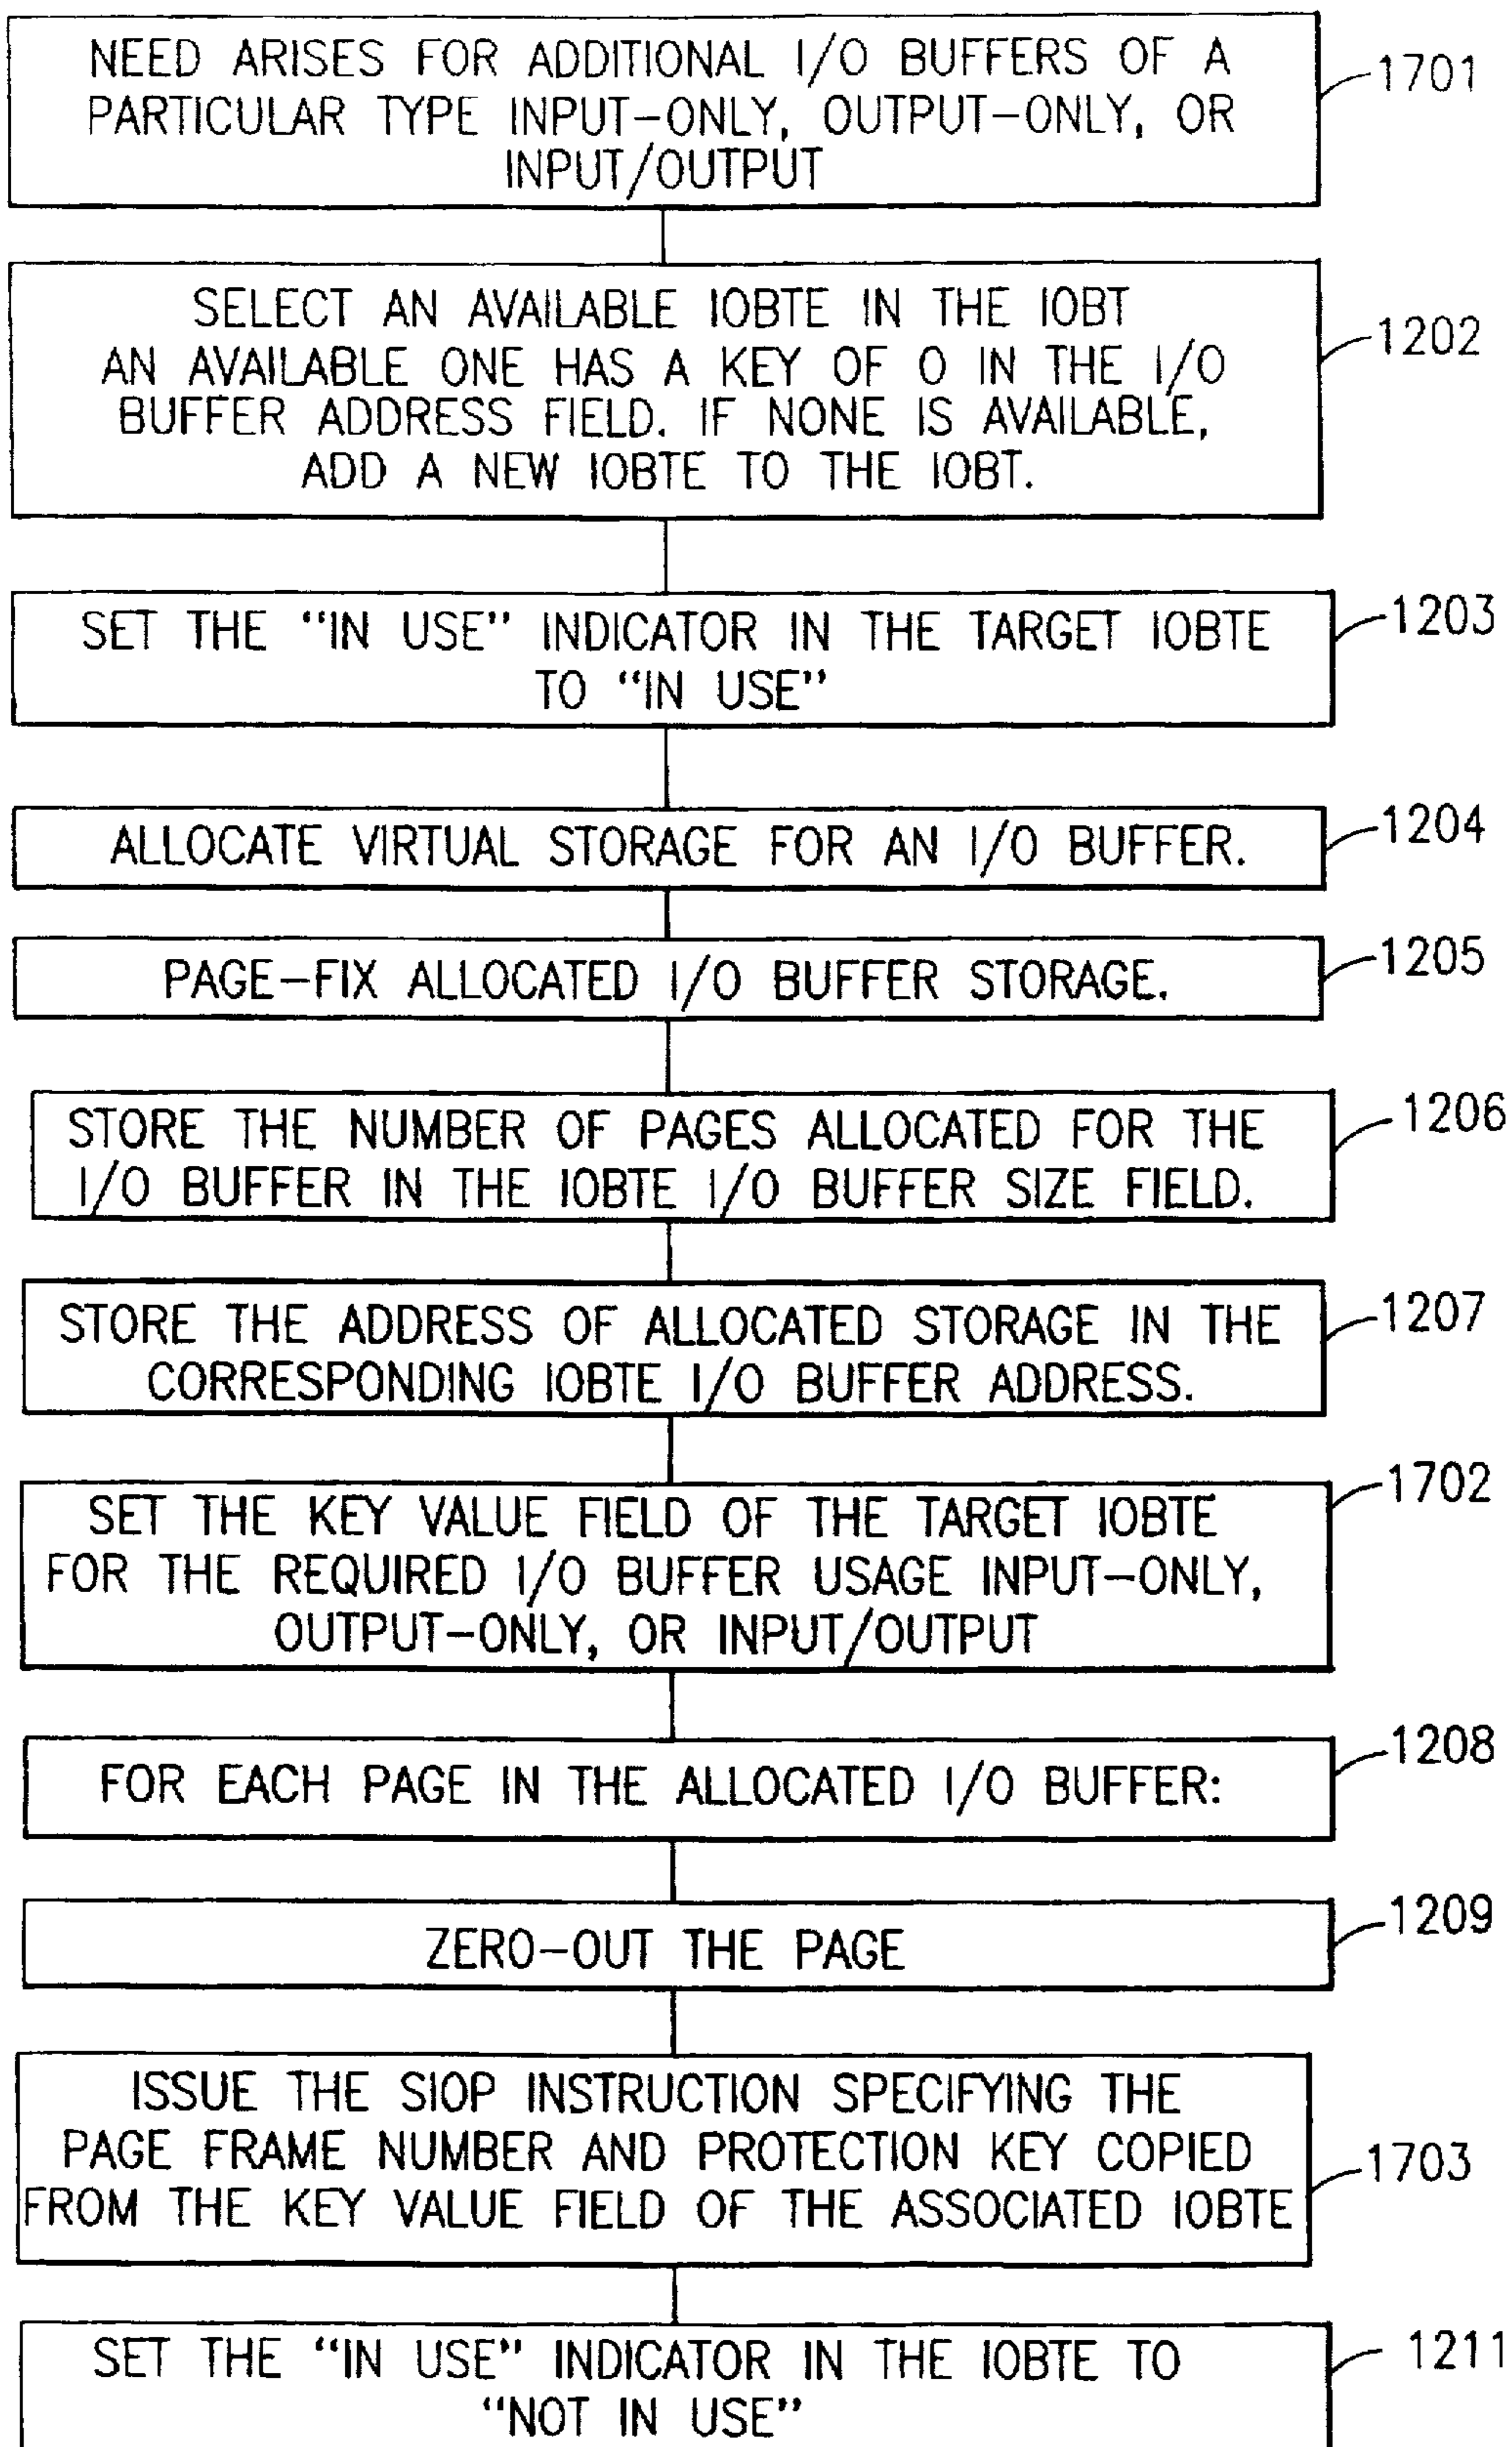 NEED ARISES FOR ADDITIONAL I/O BUFFERS OF A
PARTICULAR TYPE INPUT-ONLY, OUTPUT-ONLY, OR
INPUT/OUTPUT
1701
SELECT AN AVAILABLE IOBTE IN THE IOBT
AN AVAILABLE ONE HAS A KEY OF 0 IN THE I/O
BUFFER ADDRESS FIELD. IF NONE IS AVAILABLE,
ADD A NEW IOBTE TO THE IOBT.
1202
SET THE “IN USE” INDICATOR IN THE TARGET IOBTE
TO “IN USE”
1203
ALLOCATE VIRTUAL STORAGE FOR AN I/O BUFFER.
1204
PAGE-FIX ALLOCATED I/O BUFFER STORAGE.
1205
STORE THE NUMBER OF PAGES ALLOCATED FOR THE
I/O BUFFER IN THE IOBTE I/O BUFFER SIZE FIELD.
1206
STORE THE ADDRESS OF ALLOCATED STORAGE IN THE
CORRESPONDING IOBTE I/O BUFFER ADDRESS.
1207
SET THE KEY VALUE FIELD OF THE TARGET IOBTE
FOR THE REQUIRED I/O BUFFER USAGE INPUT-ONLY,
OUTPUT-ONLY, OR INPUT/OUTPUT
1702
FOR EACH PAGE IN THE ALLOCATED I/O BUFFER:
1208
ZERO-OUT THE PAGE
1209
ISSUE THE SIOP INSTRUCTION SPECIFYING THE
PAGE FRAME NUMBER AND PROTECTION KEY COPIED
FROM THE KEY VALUE FIELD OF THE ASSOCIATED IOBTE
1703
SET THE “IN USE” INDICATOR IN THE IOBTE TO
“NOT IN USE”
1211